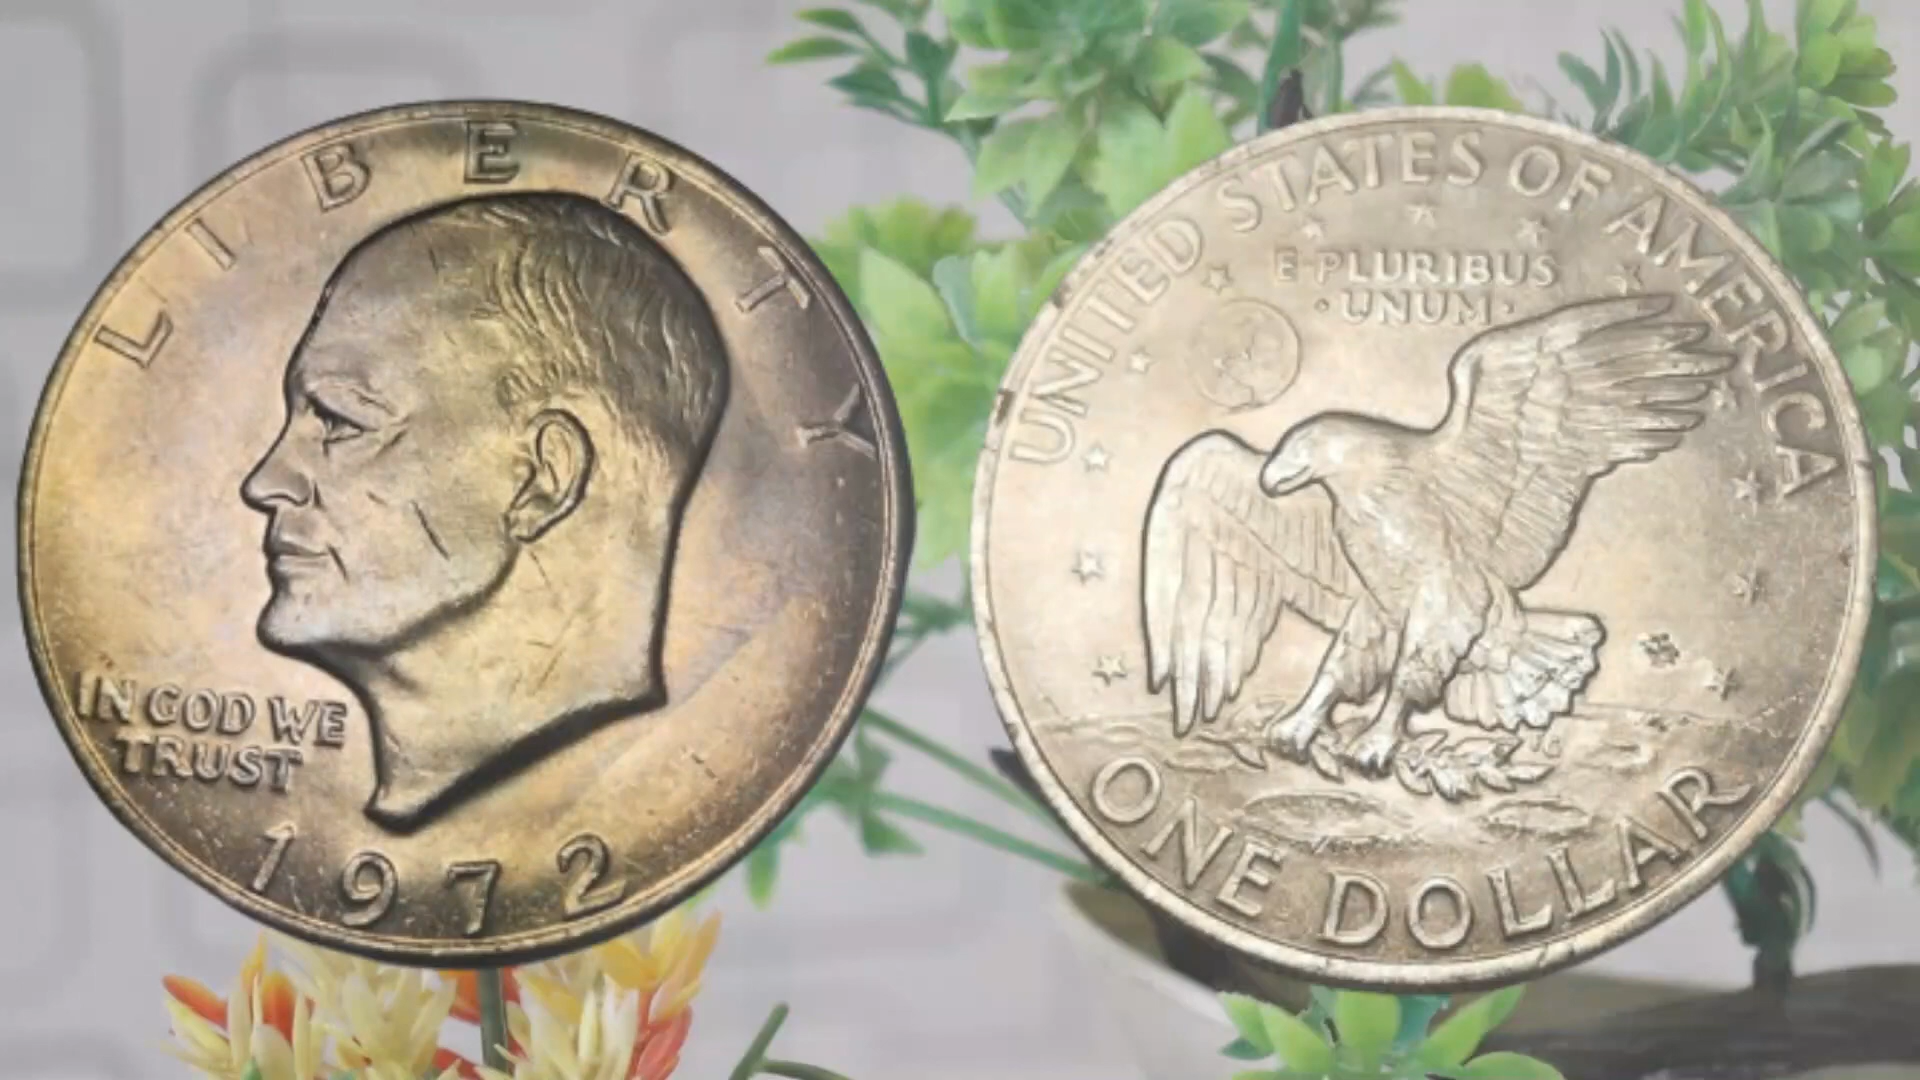 LIBERTY
IN GOD WE
TRUST
1972
UNITED STATES OF AMERICA
E PLURIBUS
·UNUM·
ONE DOLLAR